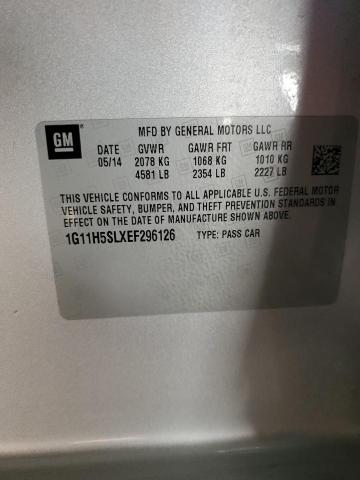 GM
MFD BY GENERAL MOTORS LLC
DATE GVWR GAWR FRT GAWR RR
05/14 2078 KG 1068 KG 1010 KG
4581 LB 2354 LB 2227 LB
THIS VEHICLE CONFORMS TO ALL APPLICABLE U.S. FEDERAL MOTOR
VEHICLE SAFETY, BUMPER, AND THEFT PREVENTION STANDARDS IN
EFFECT ON THE DATE OF MANUFACTURE SHOWN ABOVE.
1G11H5SLXEF296126 TYPE: PASS CAR